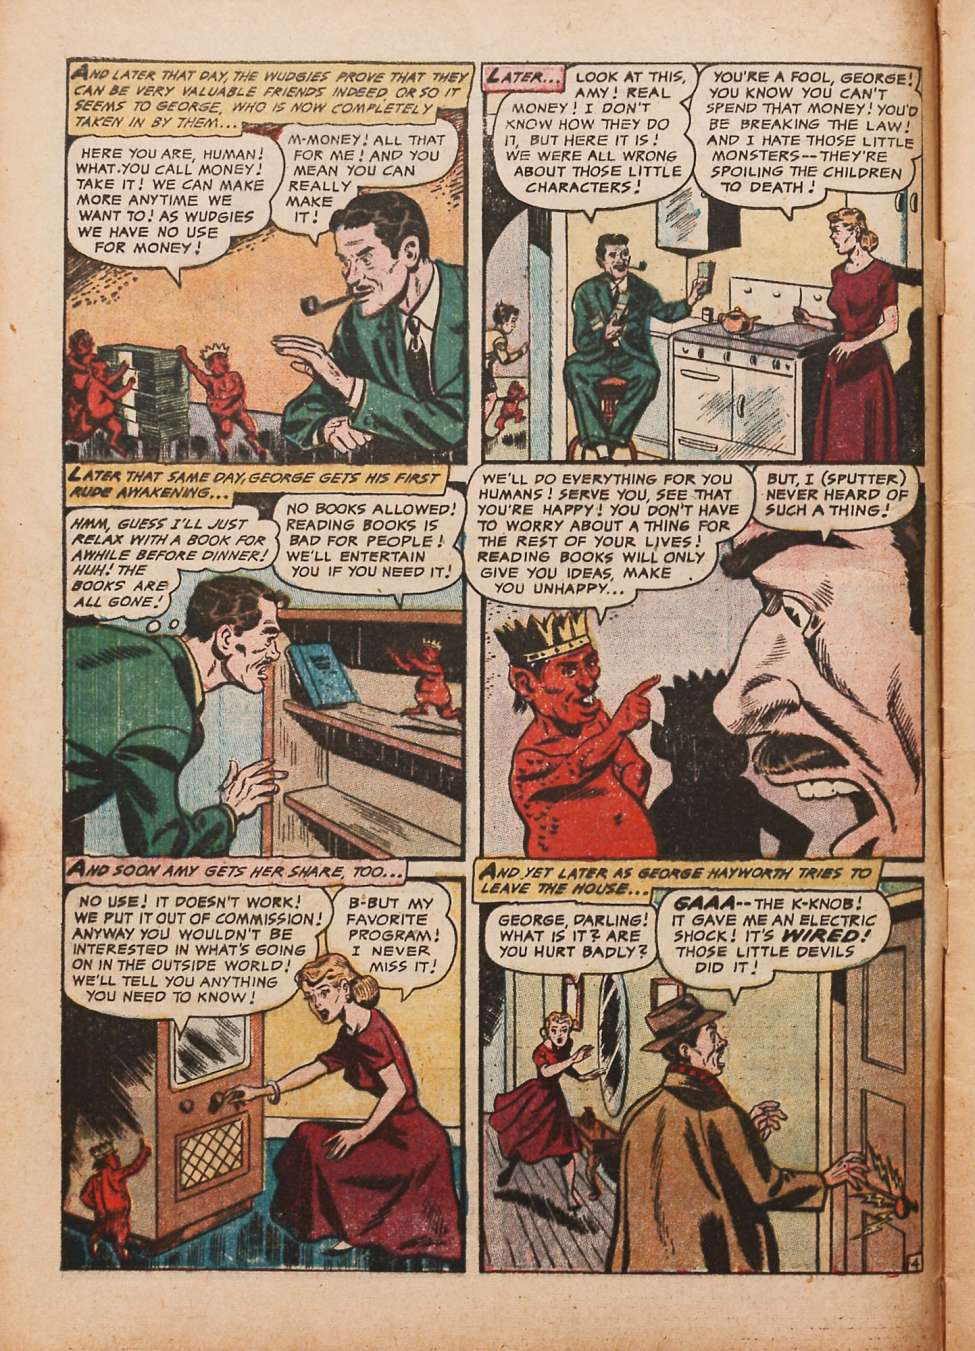 AND LATER THAT DAY, THE WUDGIES PROVE THAT THEY
CAN BE VERY VALUABLE FRIENDS INDEED OR SO IT
SEEMS TO GEORGE, WHO IS NOW COMPLETELY
TAKEN IN BY THEM...
HERE YOU ARE, HUMAN!
WHAT YOU CALL MONEY!
TAKE IT! WE CAN MAKE
MORE ANYTIME WE
WANT TO! AS WUDGIES
WE HAVE NO USE
FOR MONEY!
M-MONEY! ALL THAT
FOR ME! AND YOU
MEAN YOU CAN
REALLY
MAKE
IT!
LATER...
LOOK AT THIS,
AMY! REAL
MONEY! I DON'T
KNOW HOW THEY DO
IT, BUT HERE IT IS!
WE WERE ALL WRONG
ABOUT THOSE LITTLE
CHARACTERS!
YOU'RE A FOOL, GEORGE!
YOU KNOW YOU CAN'T
SPEND THAT MONEY! YOU'D
BE BREAKING THE LAW!
AND I HATE THOSE LITTLE
MONSTERS--THEY'RE
SPOILING THE CHILDREN
TO DEATH!
LATER THAT SAME DAY, GEORGE GETS HIS FIRST
RUDE AWAKENING...
HMM, GUESS I'LL JUST
RELAX WITH A BOOK FOR
AWHILE BEFORE DINNER!
HUH! THE
BOOKS ARE
ALL GONE!
NO BOOKS ALLOWED!
READING BOOKS IS
BAD FOR PEOPLE!
WE'LL ENTERTAIN
YOU IF YOU NEED IT!
WE'LL DO EVERYTHING FOR YOU
HUMANS! SERVE YOU, SEE THAT
YOU'RE HAPPY! YOU DON'T HAVE
TO WORRY ABOUT A THING FOR
THE REST OF YOUR LIVES!
READING BOOKS WILL ONLY
GIVE YOU IDEAS, MAKE
YOU UNHAPPY...
BUT, I (SPUTTER)
NEVER HEARD OF
SUCH A THING!
AND SOON AMY GETS HER SHARE, TOO...
NO USE! IT DOESN'T WORK!
WE PUT IT OUT OF COMMISSION!
ANYWAY YOU WOULDN'T BE
INTERESTED IN WHAT'S GOING
ON IN THE OUTSIDE WORLD!
WE'LL TELL YOU ANYTHING
YOU NEED TO KNOW!
B-BUT MY
FAVORITE
PROGRAM!
I NEVER
MISS IT!
AND YET LATER AS GEORGE HAYWORTH TRIES TO
LEAVE THE HOUSE...
GEORGE, DARLING!
WHAT IS IT? ARE
YOU HURT BADLY?
GAAA--THE K-KNOB!
IT GAVE ME AN ELECTRIC
SHOCK! IT'S WIRED!
THOSE LITTLE DEVILS
DID IT!
4